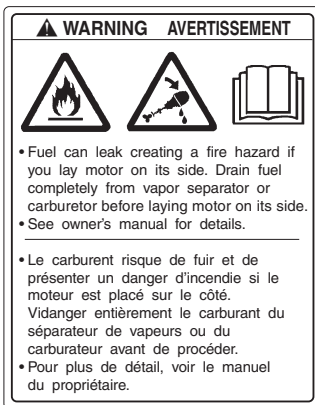 WARNING AVERTISSEMENT
• Fuel can leak creating a fire hazard if
you lay motor on its side. Drain fuel
completely from vapor separator or
carburetor before laying motor on its side.
• See owner's manual for details.
• Le carburent risque de fuir et de
présenter un danger d'incendie si le
moteur est placé sur le côté.
Vidanger entièrement le carburant du
séparateur de vapeurs ou du
carburateur avant de procéder.
• Pour plus de détail, voir le manuel
du propriétaire.